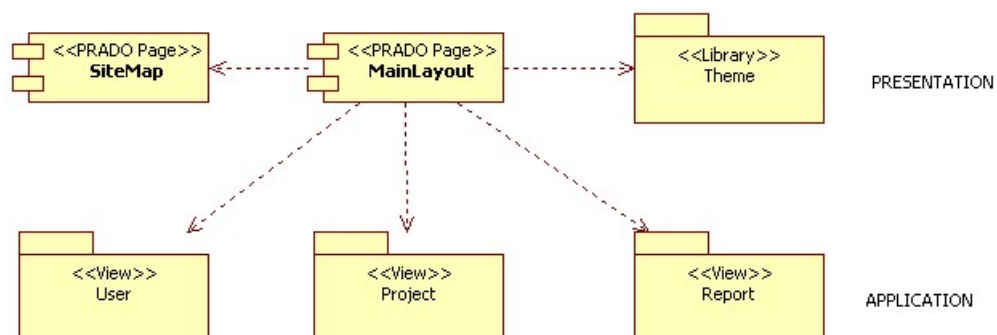 <<PRADO Page>>
SiteMap
<<PRADO Page>>
MainLayout
<<Library>>
Theme
PRESENTATION
<<View>>
User
<<View>>
Project
<<View>>
Report
APPLICATION